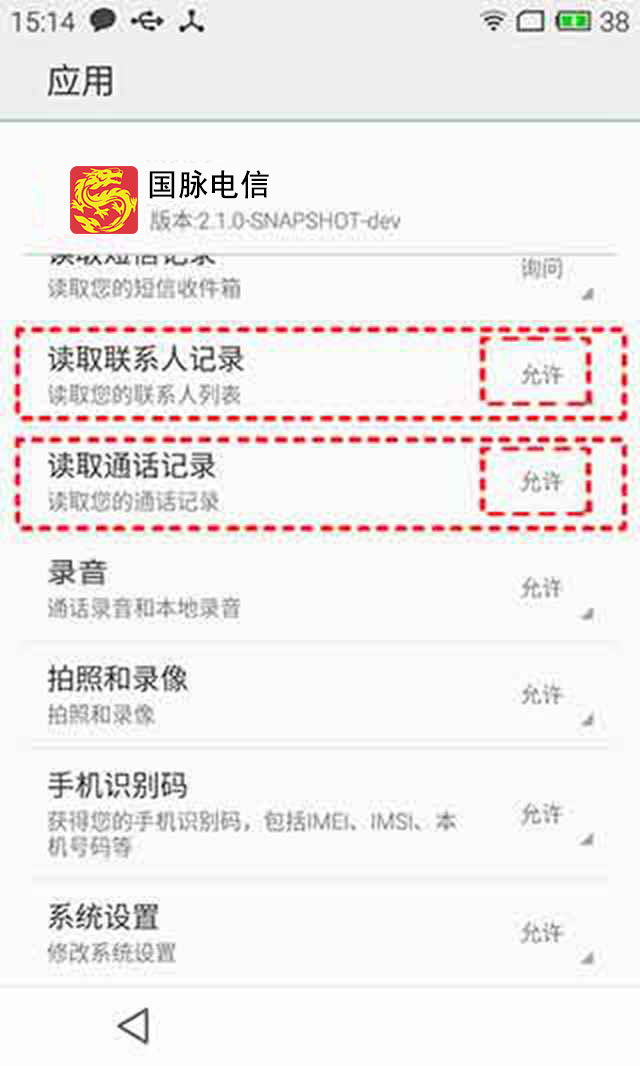 15:14
38
应用
国脉电信
版本:2.1.0-SNAPSHOT-dev
读取短信记录
询问
读取您的短信收件箱
读取联系人记录
允许
读取您的联系人列表
读取通话记录
允许
读取您的通话记录
录音
允许
通话录音和本地录音
拍照和录像
允许
拍照和录像
手机识别码
允许
获得您的手机识别码，包括IMEI、IMSI、本
机号码等
系统设置
允许
修改系统设置